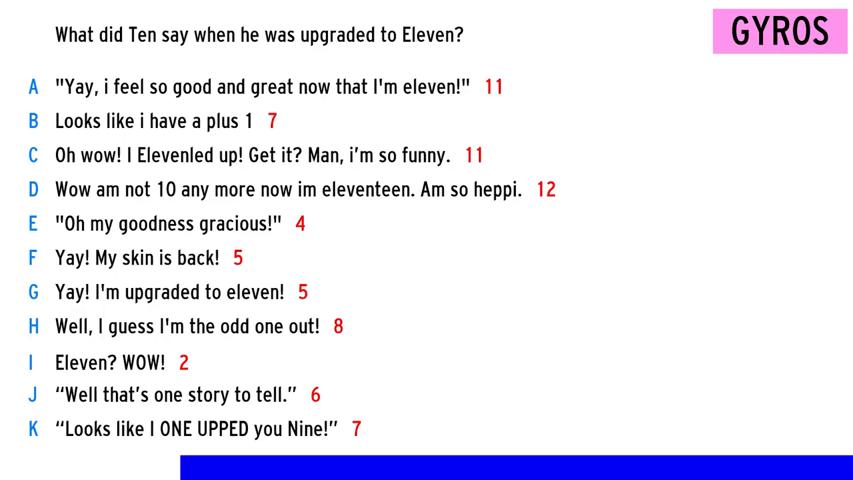 What did Ten say when he was upgraded to Eleven?
GYROS
A "Yay, i feel so good and great now that I'm eleven!" 11
B Looks like i have a plus 1 7
C Oh wow! I Elevenled up! Get it? Man, i’m so funny. 11
D Wow am not 10 any more now im eleventeen. Am so heppi. 12
E "Oh my goodness gracious!" 4
F Yay! My skin is back! 5
G Yay! I'm upgraded to eleven! 5
H Well, I guess I'm the odd one out! 8
I Eleven? WOW! 2
J “Well that’s one story to tell.” 6
K “Looks like I ONE UPPED you Nine!” 7